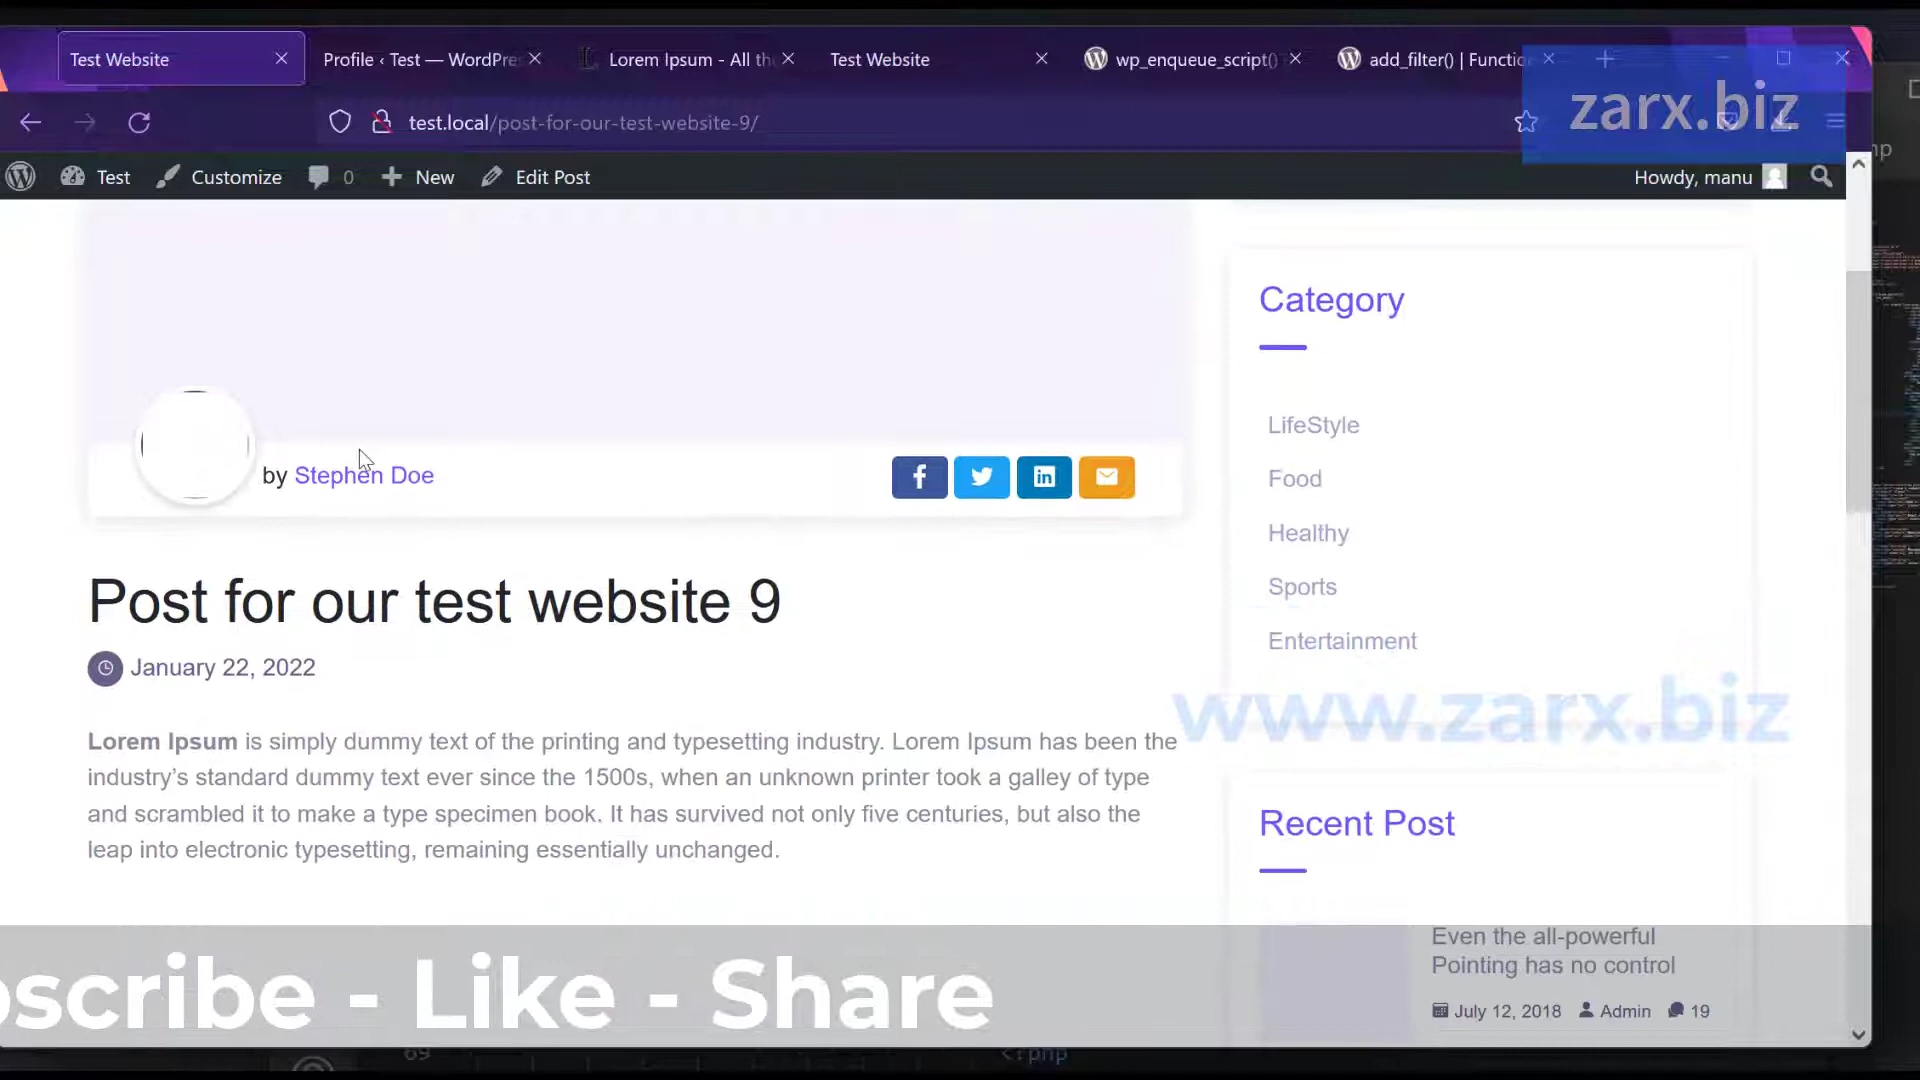 Test Website
Profile ‹ Test — WordPre
Lorem Ipsum - All th
Test Website
wp_enqueue_script()
add_filter() | Functio
zarx.biz
test.local/post-for-our-test-website-9/
Test
Customize
0
New
Edit Post
Howdy, manu
Category
LifeStyle
Food
Healthy
Sports
Entertainment
by Stephen Doe
Post for our test website 9
January 22, 2022
Lorem Ipsum is simply dummy text of the printing and typesetting industry. Lorem Ipsum has been the
industry’s standard dummy text ever since the 1500s, when an unknown printer took a galley of type
and scrambled it to make a type specimen book. It has survived not only five centuries, but also the
leap into electronic typesetting, remaining essentially unchanged.
www.zarx.biz
Recent Post
Even the all-powerful
Pointing has no control
July 12, 2018 Admin 19
bscribe - Like - Share
69